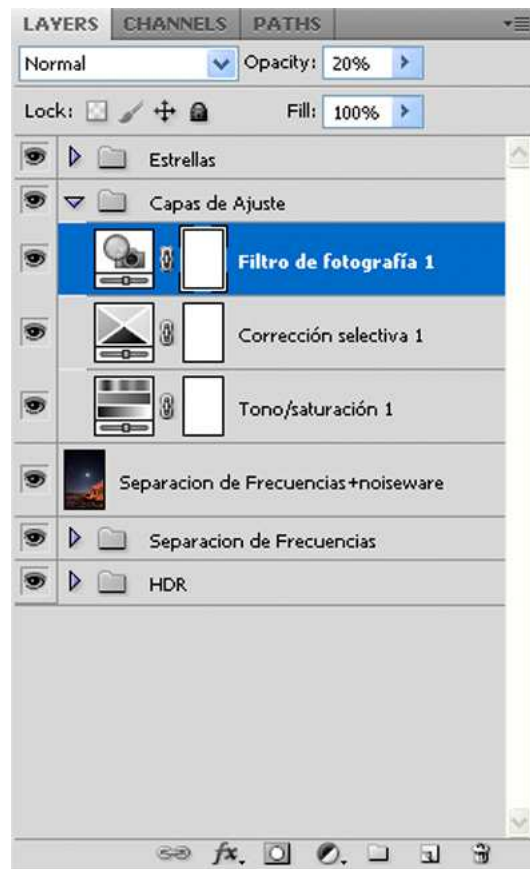 LAYERS CHANNELS PATHS
Normal Opacity: 20%
Lock: Fill: 100%
Estrellas
Capas de Ajuste
Filtro de fotografía 1
Corrección selectiva 1
Tono/saturación 1
Separacion de Frecuencias+noiseware
Separacion de Frecuencias
HDR
fx.